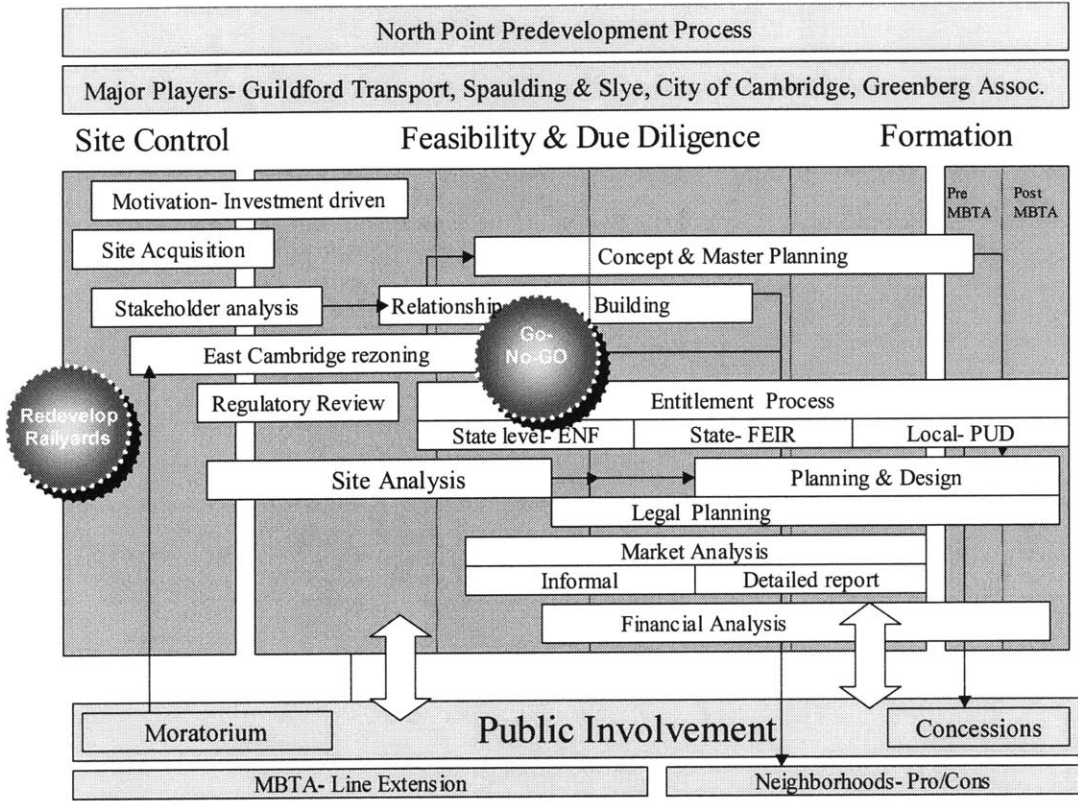 North Point Predevelopment Process
Major Players- Guildford Transport, Spaulding & Slye, City of Cambridge, Greenberg Assoc.
Site Control
Feasibility & Due Diligence
Formation
Pre
MBTA
Post
MBTA
Motivation- Investment driven
Site Acquisition
Concept & Master Planning
Stakeholder analysis
Relationship Building
Go-
No-GO
East Cambridge rezoning
Redevelop
Railyards
Regulatory Review
Entitlement Process
State level- ENF
State- FEIR
Local- PUD
Site Analysis
Planning & Design
Legal Planning
Market Analysis
Informal
Detailed report
Financial Analysis
Moratorium
Public Involvement
Concessions
MBTA- Line Extension
Neighborhoods- Pro/Cons